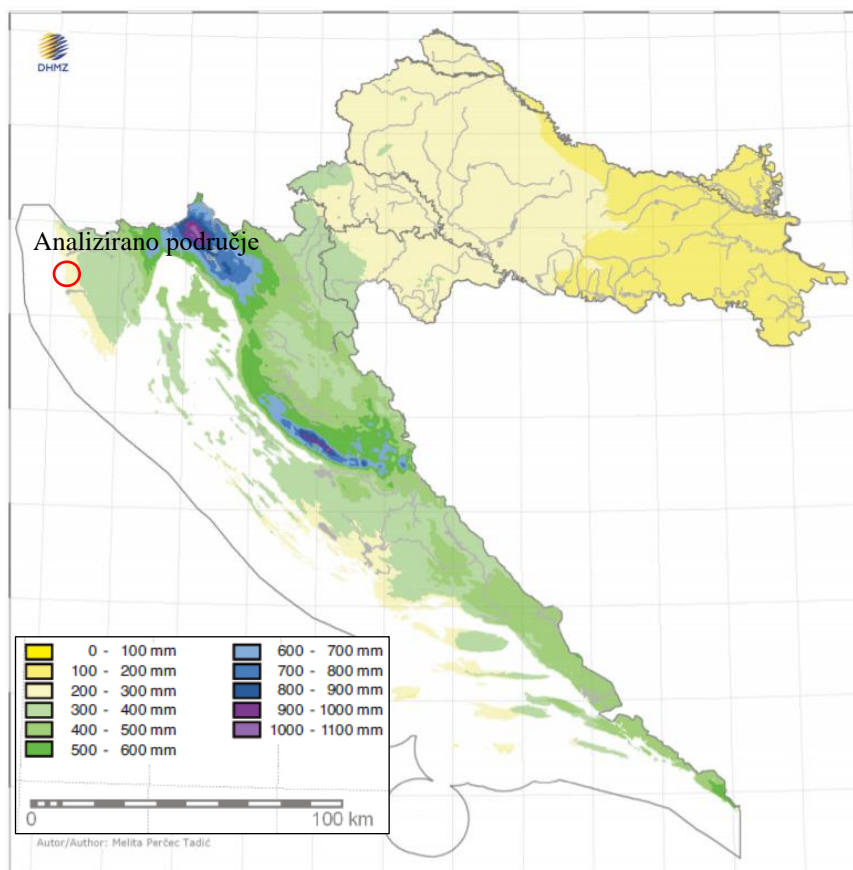 DHMZ
Analizirano područje
0 - 100 mm
100 - 200 mm
200 - 300 mm
300 - 400 mm
400 - 500 mm
500 - 600 mm
600 - 700 mm
700 - 800 mm
800 - 900 mm
900 - 1000 mm
1000 - 1100 mm
0 100 km
Autor/Author: Melita Perčec Tadić